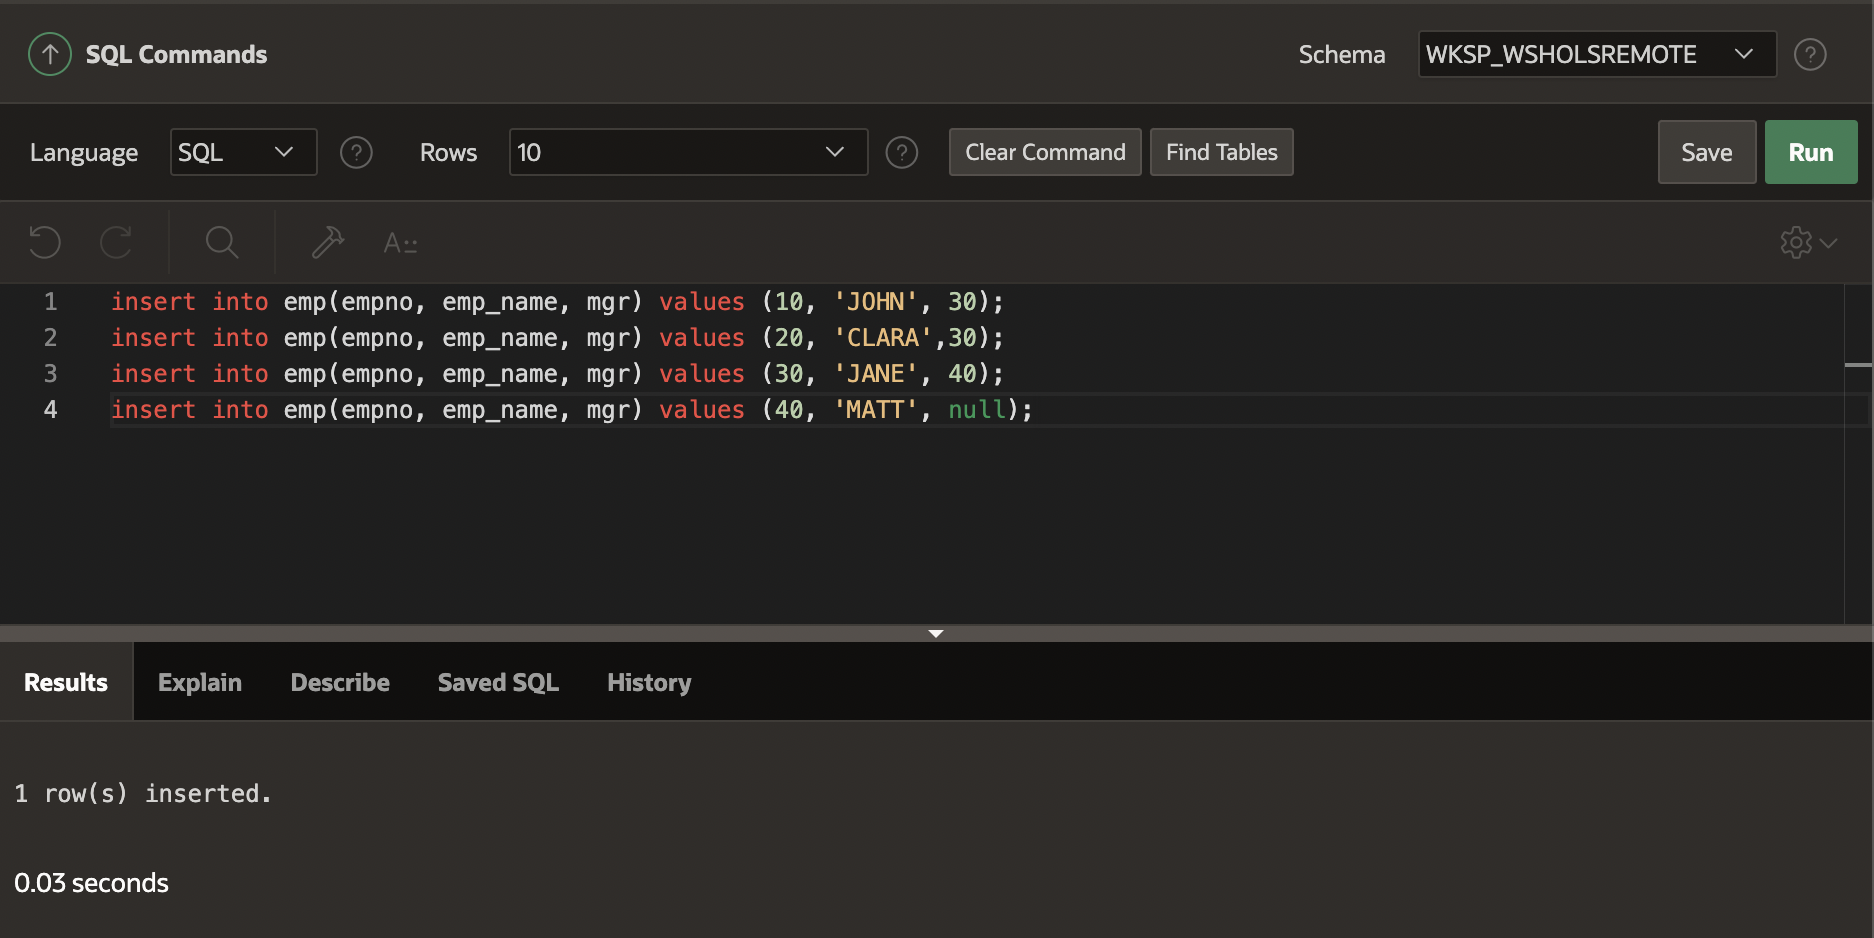 SQL Commands
Schema WKSP_WSHOLSREMOTE ?
Language SQL ? Rows 10 ? Clear Command Find Tables Save Run
A
1 insert into emp(empno, emp_name, mgr) values (10, 'JOHN', 30);
2 insert into emp(empno, emp_name, mgr) values (20, 'CLARA',30);
3 insert into emp(empno, emp_name, mgr) values (30, 'JANE', 40);
4 insert into emp(empno, emp_name, mgr) values (40, 'MATT', null);
Results Explain Describe Saved SQL History
1 row(s) inserted.
0.03 seconds